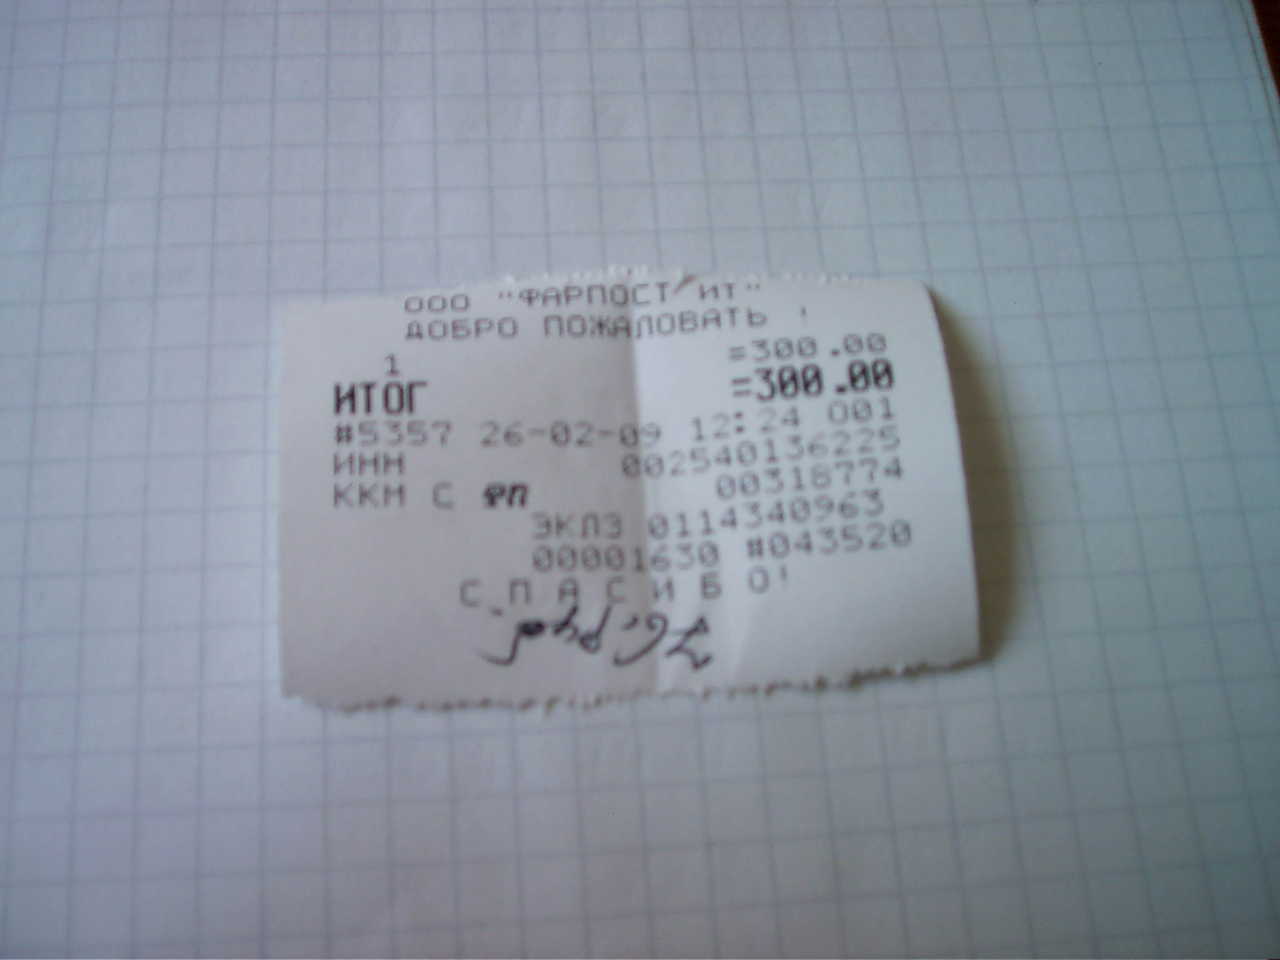 ООО "ФАРПОСТ ИТ"
ДОБРО ПОЖАЛОВАТЬ !
1 =300.00
ИТОГ =300.00
#5357 26-02-09 12:24 001
ИНН 002540136225
ККМ С ФП 00318774
ЭКЛЗ 0114340963
00001630 #043520
С П А С И Б О!